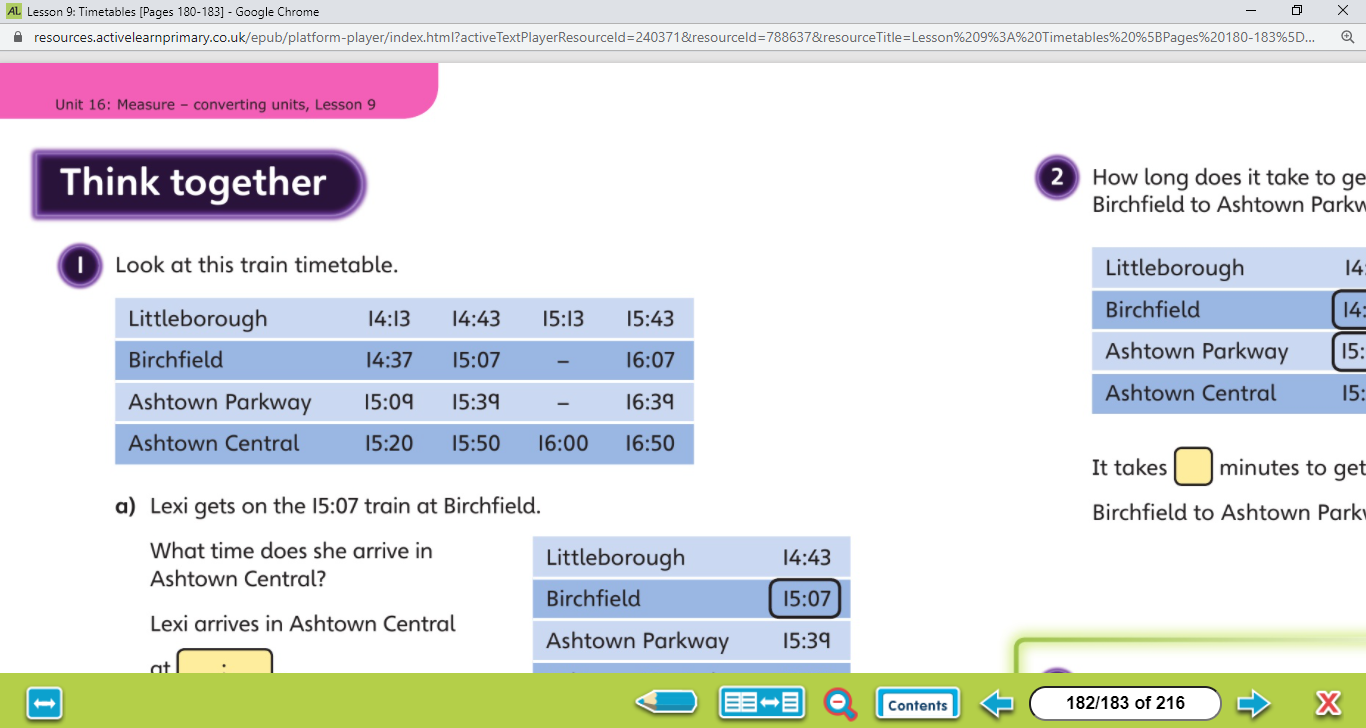 AL Lesson 9: Timetables [Pages 180-183] - Google Chrome
resources.activelearnprimary.co.uk/epub/platform-player/index.html?activeTextPlayerResourceId=240371&resourceId=788637&resourceTitle=Lesson%209%3A%20Timetables%20%5BPages%20180-183%5D...
Unit 16: Measure – converting units, Lesson 9
Think together
1 Look at this train timetable.
Littleborough 14:13 14:43 15:13 15:43
Birchfield 14:37 15:07 – 16:07
Ashtown Parkway 15:09 15:39 – 16:39
Ashtown Central 15:20 15:50 16:00 16:50
a) Lexi gets on the 15:07 train at Birchfield.
What time does she arrive in
Ashtown Central?
Lexi arrives in Ashtown Central
at :
Littleborough 14:43
Birchfield 15:07
Ashtown Parkway 15:39
2 How long does it take to ge
Birchfield to Ashtown Parkw
Littleborough 14:
Birchfield 14:
Ashtown Parkway 15:
Ashtown Central 15:
It takes minutes to get
Birchfield to Ashtown Parkw
Contents
182/183 of 216
X